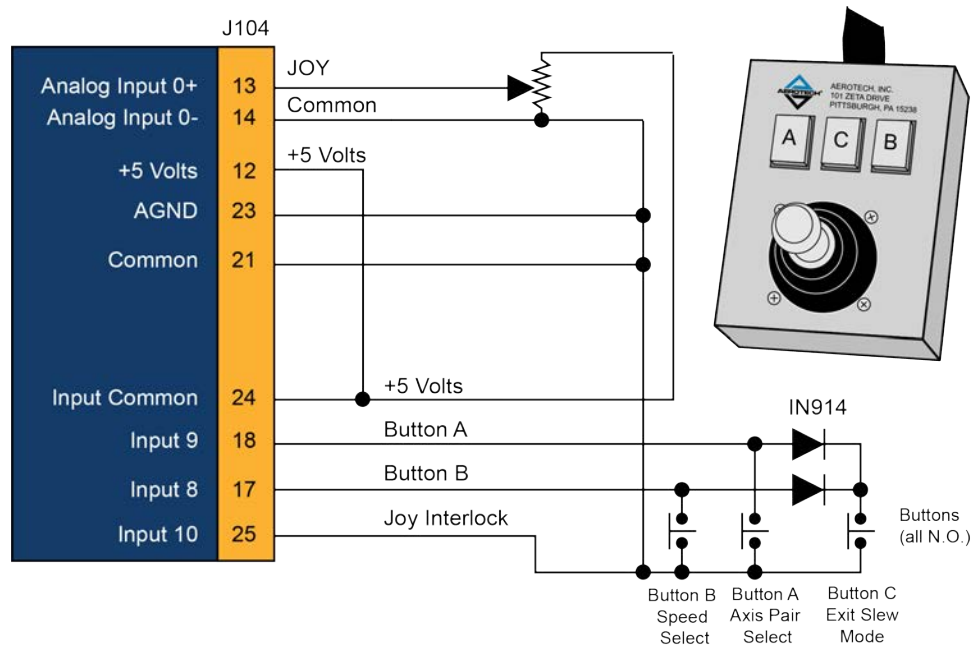 J104
Analog Input 0+ 13 JOY
Analog Input 0- 14 Common
+5 Volts 12 +5 Volts
AGND 23
Common 21
Input Common 24 +5 Volts
Input 9 18 Button A
Input 8 17 Button B
Input 10 25 Joy Interlock
AEROTECH
AEROTECH, INC.
101 ZETA DRIVE
PITTSBURGH, PA 15238
A C B
IN914
Buttons
(all N.O.)
Button B
Speed
Select
Button A
Axis Pair
Select
Button C
Exit Slew
Mode